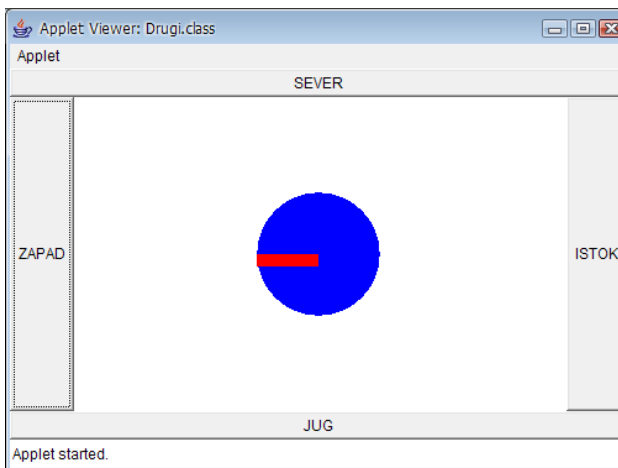 Applet Viewer: Drugi.class
Applet
SEVER
ZAPAD
ISTOK
JUG
Applet started.